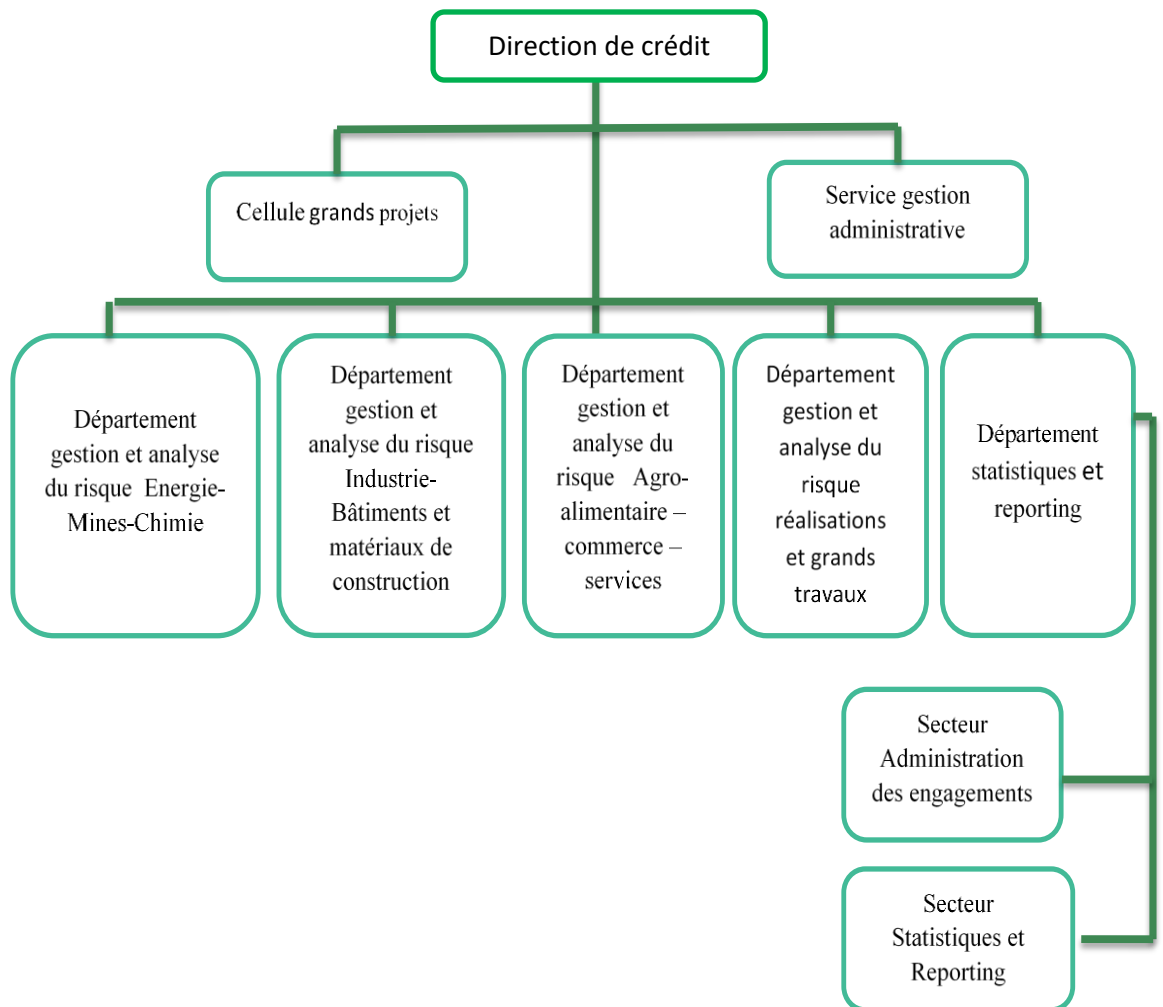 Direction de crédit
Cellule grands projets
Service gestion
administrative
Département
gestion et analyse
du risque Energie-
Mines-Chimie
Département
gestion et
analyse du risque
Industrie-
Bâtiments et
matériaux de
construction
Département
gestion et
analyse du
risque Agro-
alimentaire –
commerce –
services
Département
gestion et
analyse du
risque
réalisations
et grands
travaux
Département
statistiques et
reporting
Secteur
Administration
des engagements
Secteur
Statistiques et
Reporting